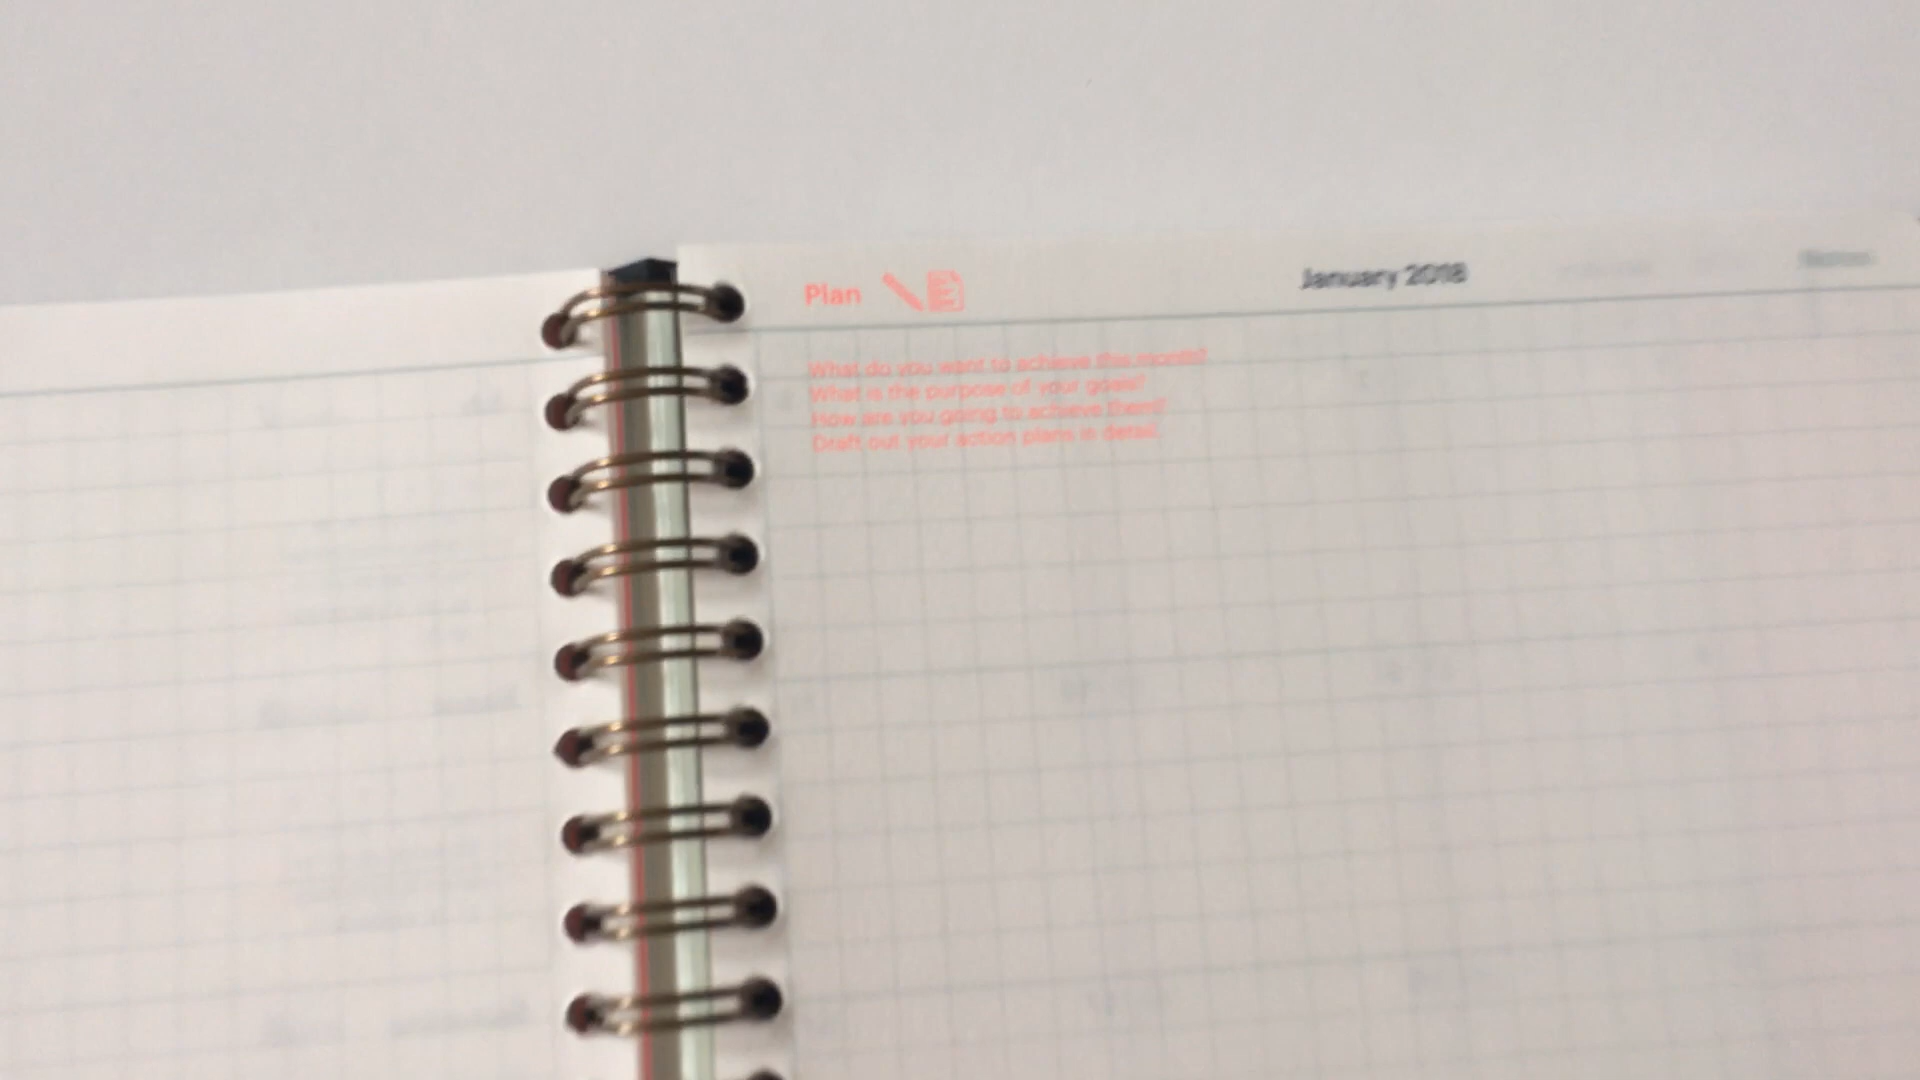 Plan
January 2018
What do you want to achieve this month?
What is the purpose of your goals?
How are you going to achieve them?
Draft out your action plans in detail.